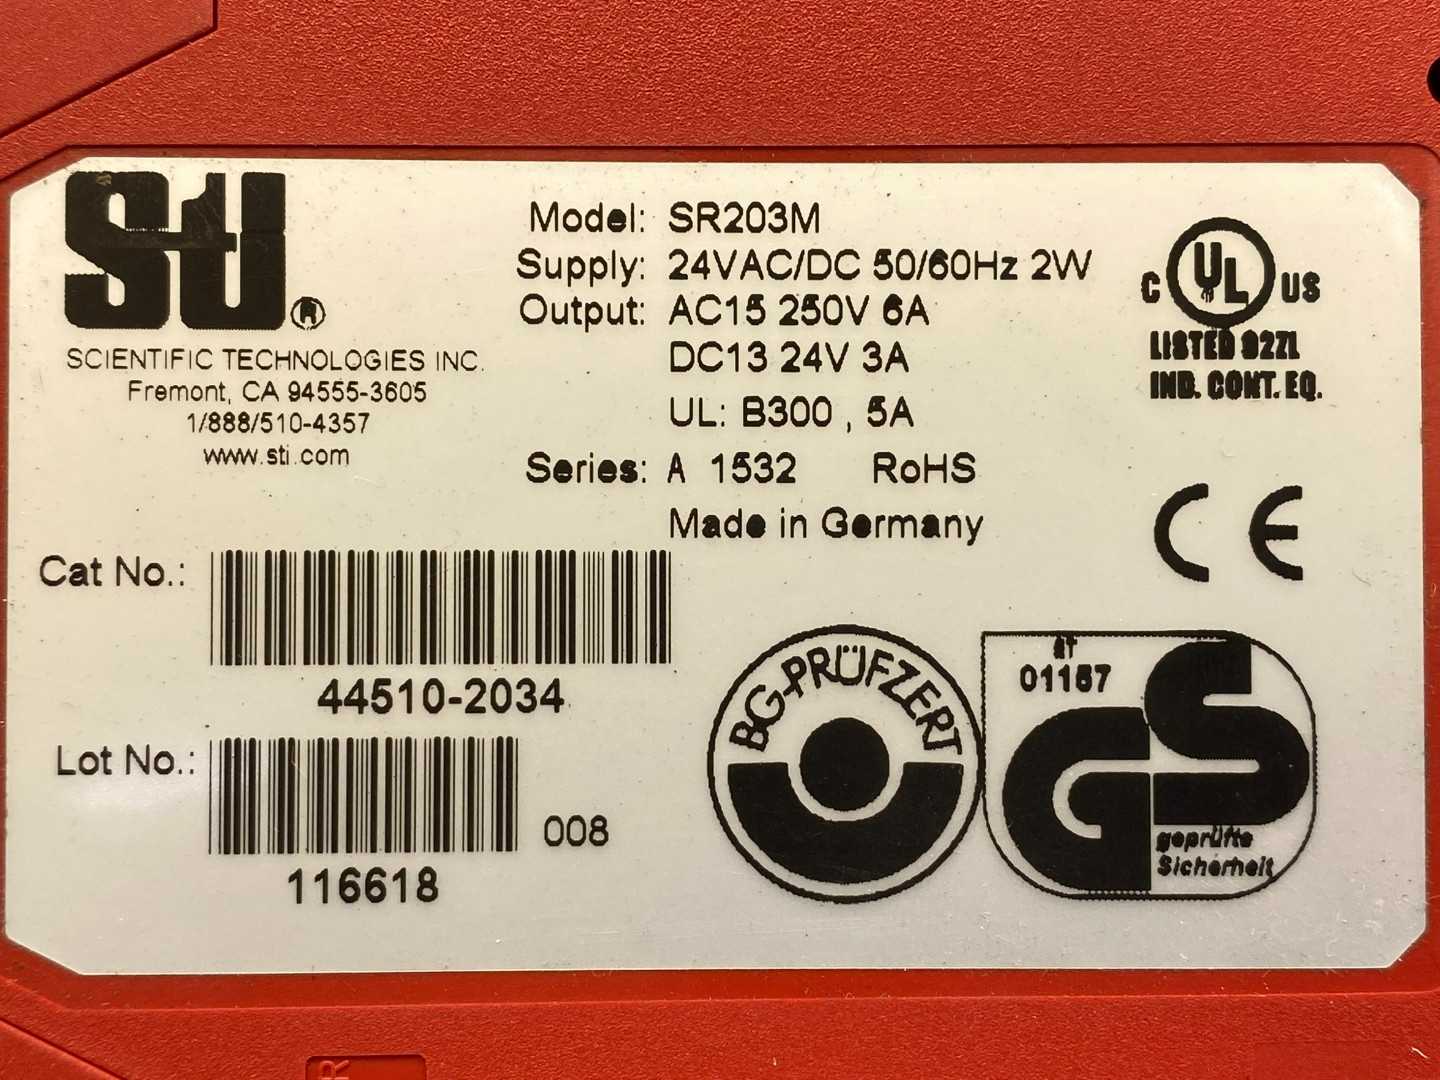 STI®
SCIENTIFIC TECHNOLOGIES INC.
Fremont, CA 94555-3605
1/888/510-4357
www.sti.com
Model: SR203M
Supply: 24VAC/DC 50/60Hz 2W
Output: AC15 250V 6A
DC13 24V 3A
UL: B300 , 5A
Series: A 1532 RoHS
Made in Germany
C UL US
LISTED 92ZL
IND. CONT. EQ.
CE
Cat No.:
44510-2034
Lot No.:
008
116618
BG-PRÜFZERT
01157
GS
geprüfte
Sicherheit
R